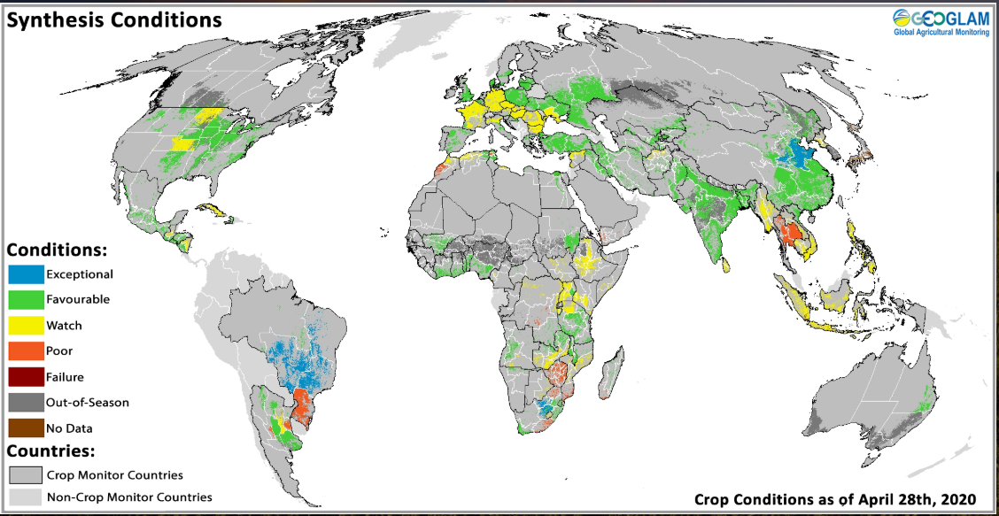 Synthesis Conditions
GEOGLAM
Global Agricultural Monitoring
Conditions:
Exceptional
Favourable
Watch
Poor
Failure
Out-of-Season
No Data
Countries:
Crop Monitor Countries
Non-Crop Monitor Countries
Crop Conditions as of April 28th, 2020